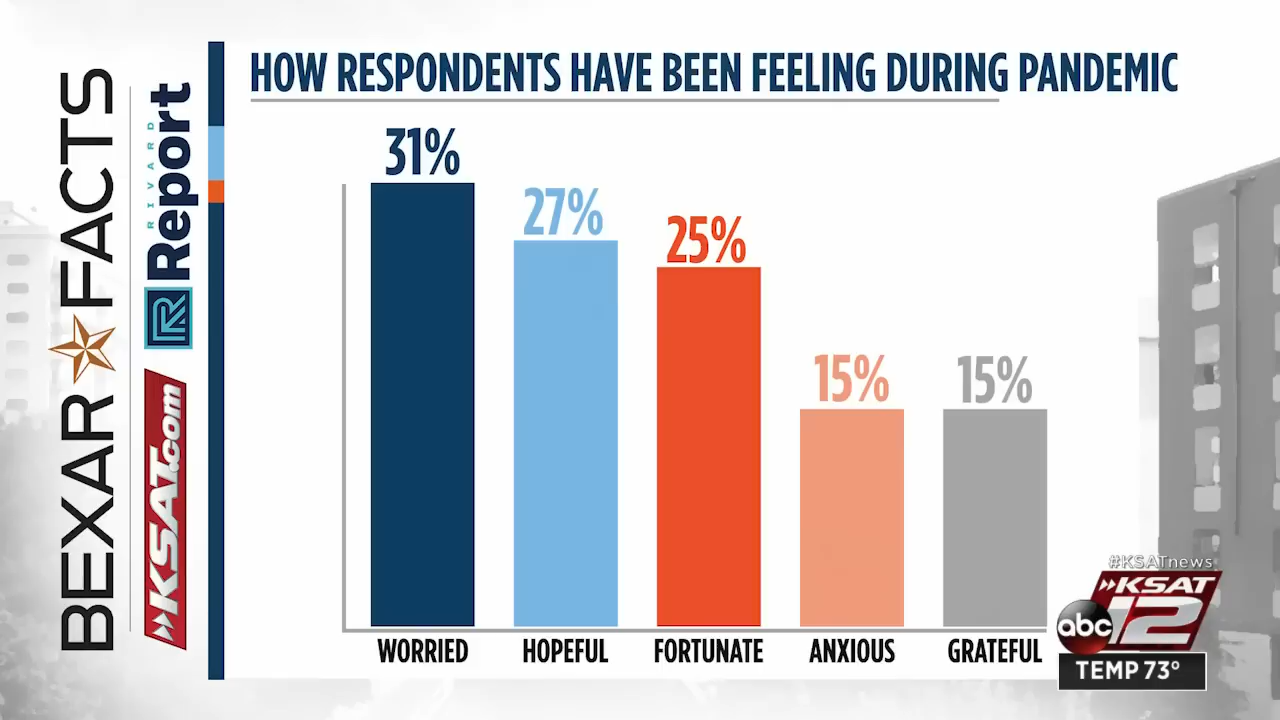 HOW RESPONDENTS HAVE BEEN FEELING DURING PANDEMIC
BEXAR FACTS
RIVARD
Report
KSAT.com
31%
27%
25%
15%
15%
WORRIED
HOPEFUL
FORTUNATE
ANXIOUS
GRATEFUL
#KSATnews
KSAT
abc
12
TEMP 73°